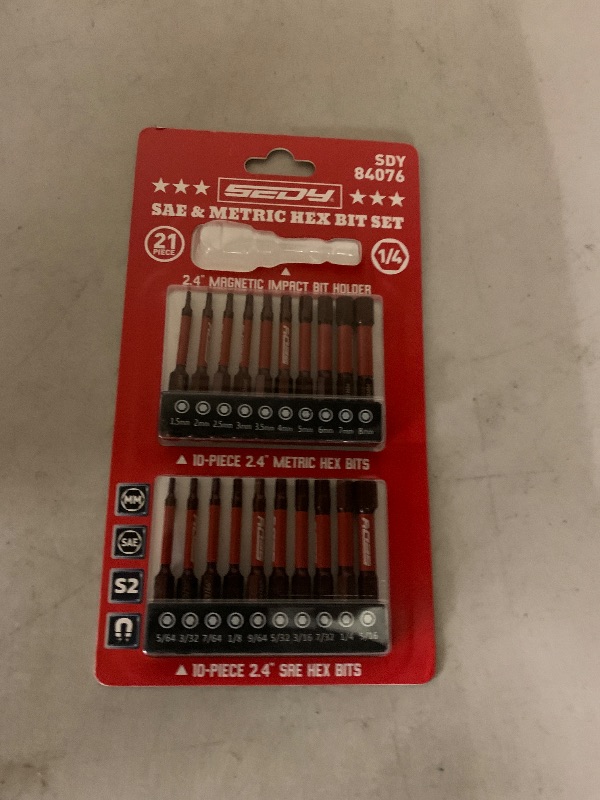 SDY
84076
SEDY
SAE & METRIC HEX BIT SET
21
PIECE
1/4
2.4" MAGNETIC IMPACT BIT HOLDER
1.5mm 2mm 2.5mm 3mm 3.5mm 4mm 5mm 6mm 7mm 8mm
▲ 10-PIECE 2.4" METRIC HEX BITS
MM
SAE
S2
5/64 3/32 7/64 1/8 9/64 5/32 3/16 7/32 1/4 5/16
▲ 10-PIECE 2.4" SAE HEX BITS